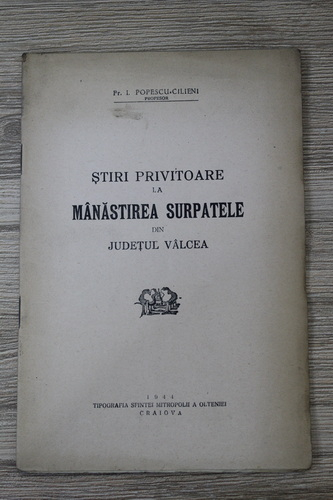 Pr. I. POPESCU-CILIENI
PROFESOR
ȘTIRI PRIVITOARE
LA
MÂNĂSTIREA SURPATELE
DIN
JUDEȚUL VÂLCEA
1944
TIPOGRAFIA SFINTEI MITROPOLII A OLTENIEI
CRAIOVA